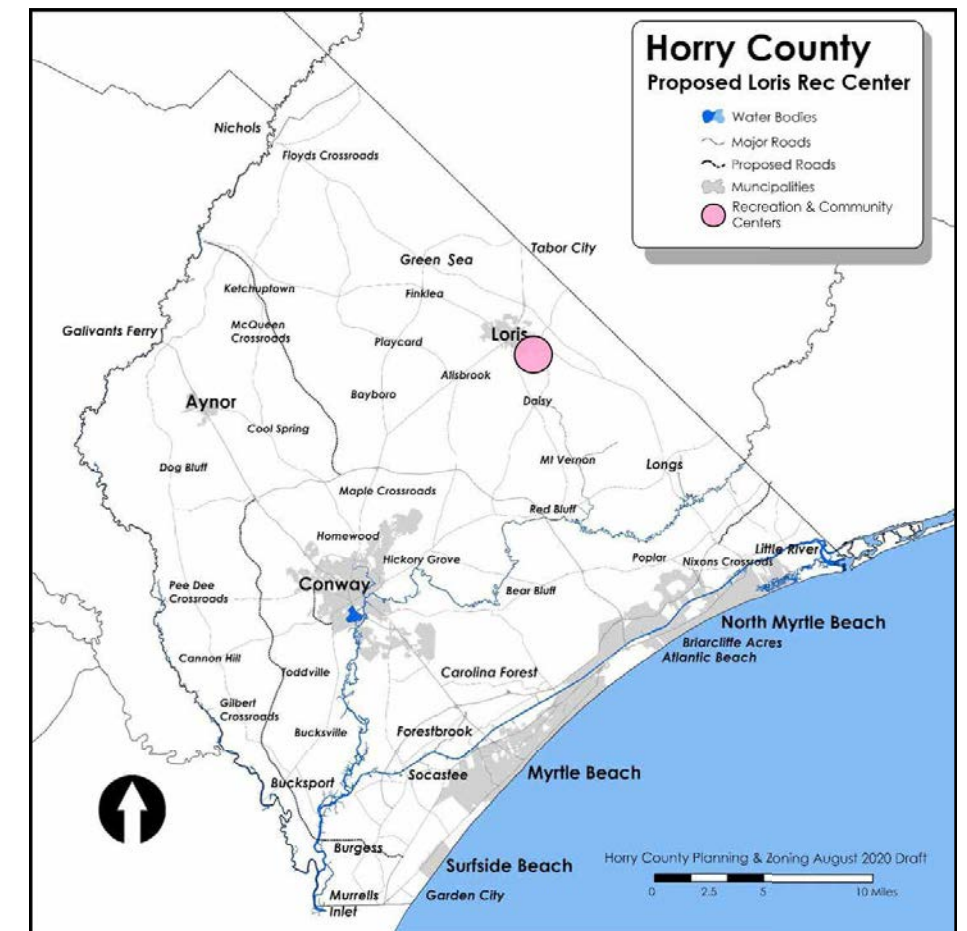 Horry County
Proposed Loris Rec Center
Water Bodies
Major Roads
Proposed Roads
Muncipalities
Recreation & Community
Centers
Nichols
Floyds Crossroads
Tabor City
Green Sea
Ketchuptown
Finklea
Galivants Ferry
McQueen
Crossroads
Playcard
Loris
Allsbrook
Aynor
Bayboro
Daisy
Cool Spring
Dog Bluff
Mt Vernon
Longs
Maple Crossroads
Red Bluff
Homewood
Hickory Grove
Poplar
Nixons Crossroads
Little River
Conway
Pee Dee
Crossroads
Bear Bluff
North Myrtle Beach
Briarcliffe Acres
Atlantic Beach
Cannon Hill
Toddville
Carolina Forest
Gilbert
Crossroads
Bucksville
Forestbrook
Bucksport
Socastee
Myrtle Beach
Burgess
Surfside Beach
Horry County Planning & Zoning August 2020 Draft
0 2.5 5 10 Miles
Murrells
Inlet
Garden City